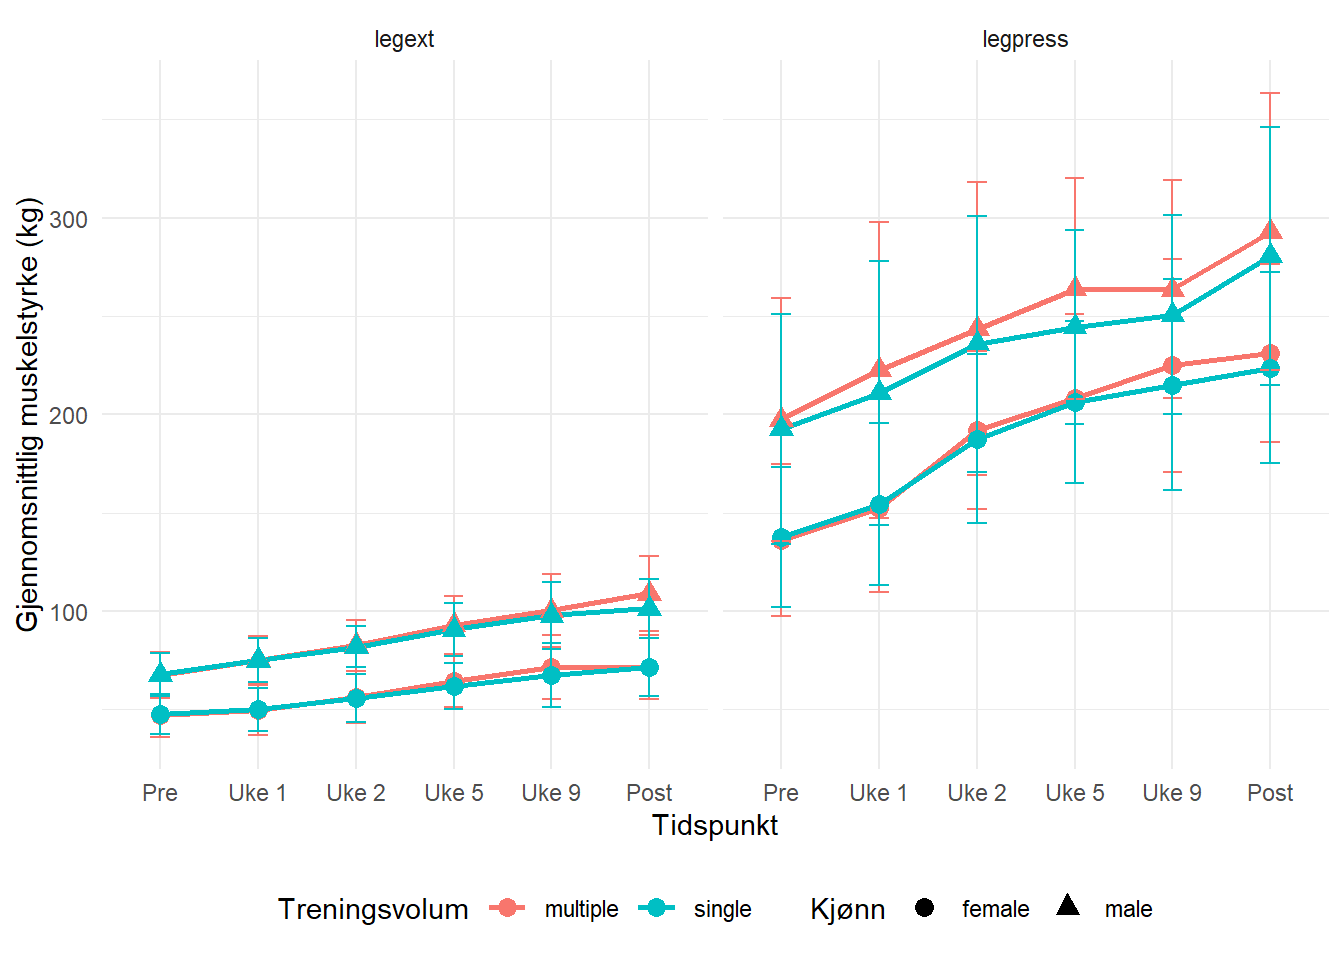 legext legpress
Gjennomsnittlig muskelstyrke (kg)
300
200
100
Pre Uke 1 Uke 2 Uke 5 Uke 9 Post Pre Uke 1 Uke 2 Uke 5 Uke 9 Post
Tidspunkt
Treningsvolum multiple single Kjønn female male